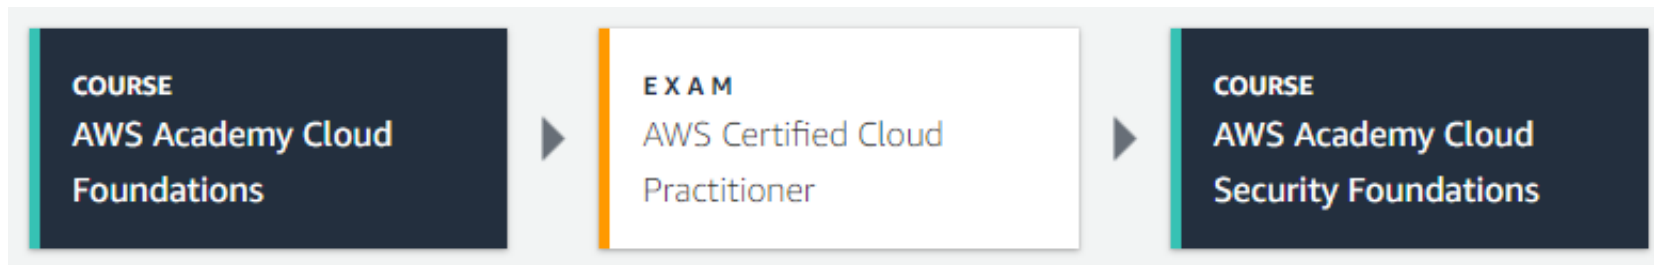 COURSE
AWS Academy Cloud
Foundations
EXAM
AWS Certified Cloud
Practitioner
COURSE
AWS Academy Cloud
Security Foundations